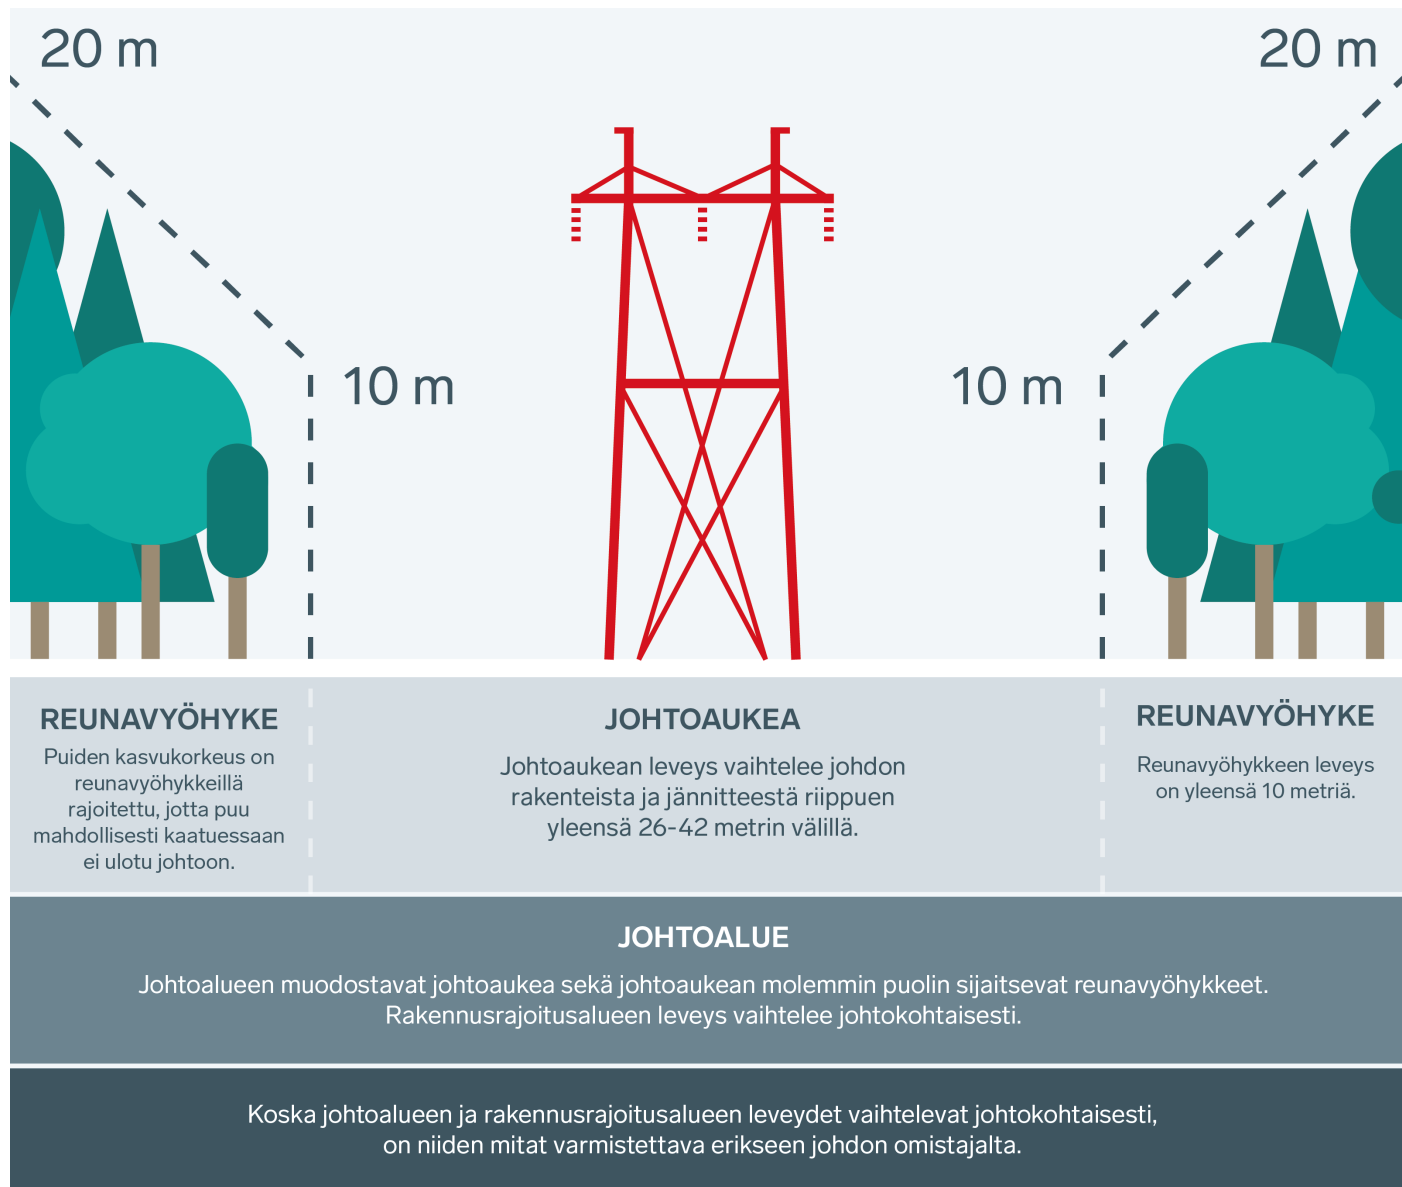 20 m
20 m
10 m
10 m
REUNAVYÖHYKE
Puiden kasvukorkeus on
reunavyöhykkeillä
rajoitettu, jotta puu
mahdollisesti kaatuessaan
ei ulotu johtoon.
JOHTOAUKEA
Johtoaukean leveys vaihtelee johdon
rakenteista ja jännitteestä riippuen
yleensä 26-42 metrin välillä.
REUNAVYÖHYKE
Reunavyöhykkeen leveys
on yleensä 10 metriä.
JOHTOALUE
Johtoalueen muodostavat johtoaukea sekä johtoaukean molemmin puolin sijaitsevat reunavyöhykkeet.
Rakennusrajoitusalueen leveys vaihtelee johtokohtaisesti.
Koska johtoalueen ja rakennusrajoitusalueen leveydet vaihtelevat johtokohtaisesti,
on niiden mitat varmistettava erikseen johdon omistajalta.